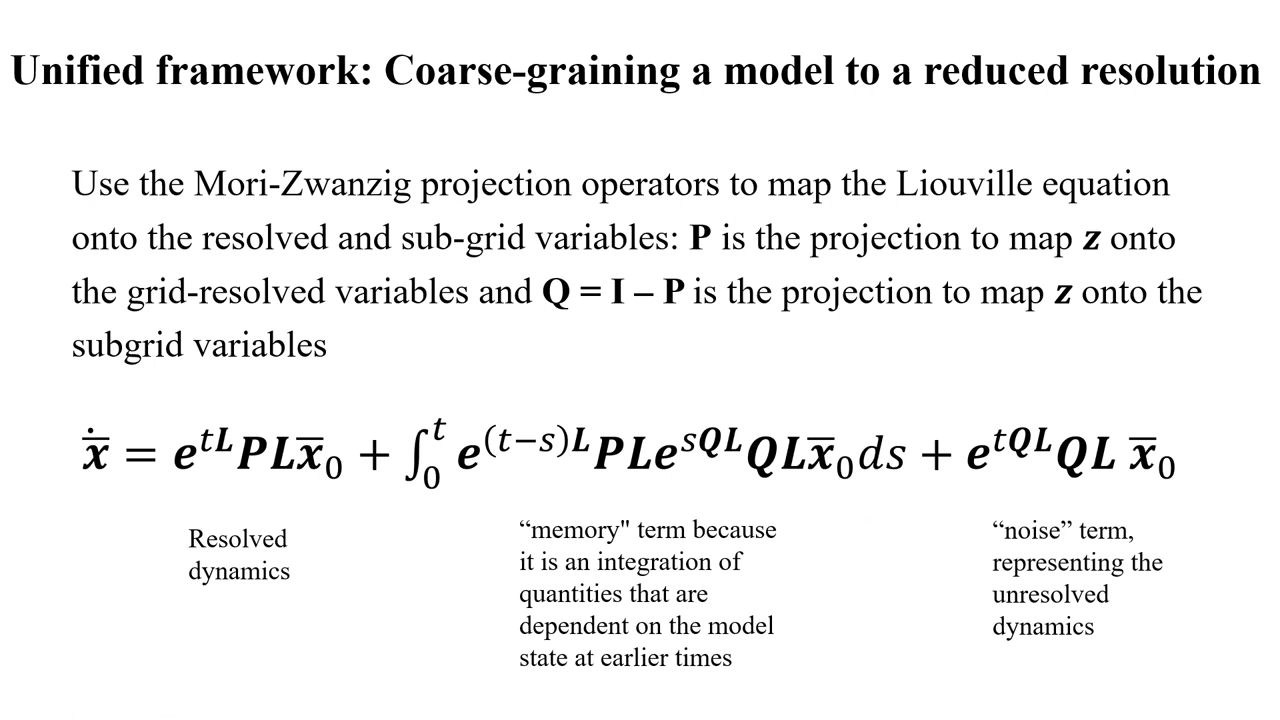 Unified framework: Coarse-graining a model to a reduced resolution
Use the Mori-Zwanzig projection operators to map the Liouville equation
onto the resolved and sub-grid variables: P is the projection to map z onto
the grid-resolved variables and Q = I – P is the projection to map z onto the
subgrid variables
ẋ̅ = e^{tL}PLx̅₀ + ∫₀ᵗ e^{(t−s)L}PLe^{sQL}QLx̅₀ds + e^{tQL}QL x̅₀
Resolved
dynamics
“memory" term because
it is an integration of
quantities that are
dependent on the model
state at earlier times
“noise” term,
representing the
unresolved
dynamics